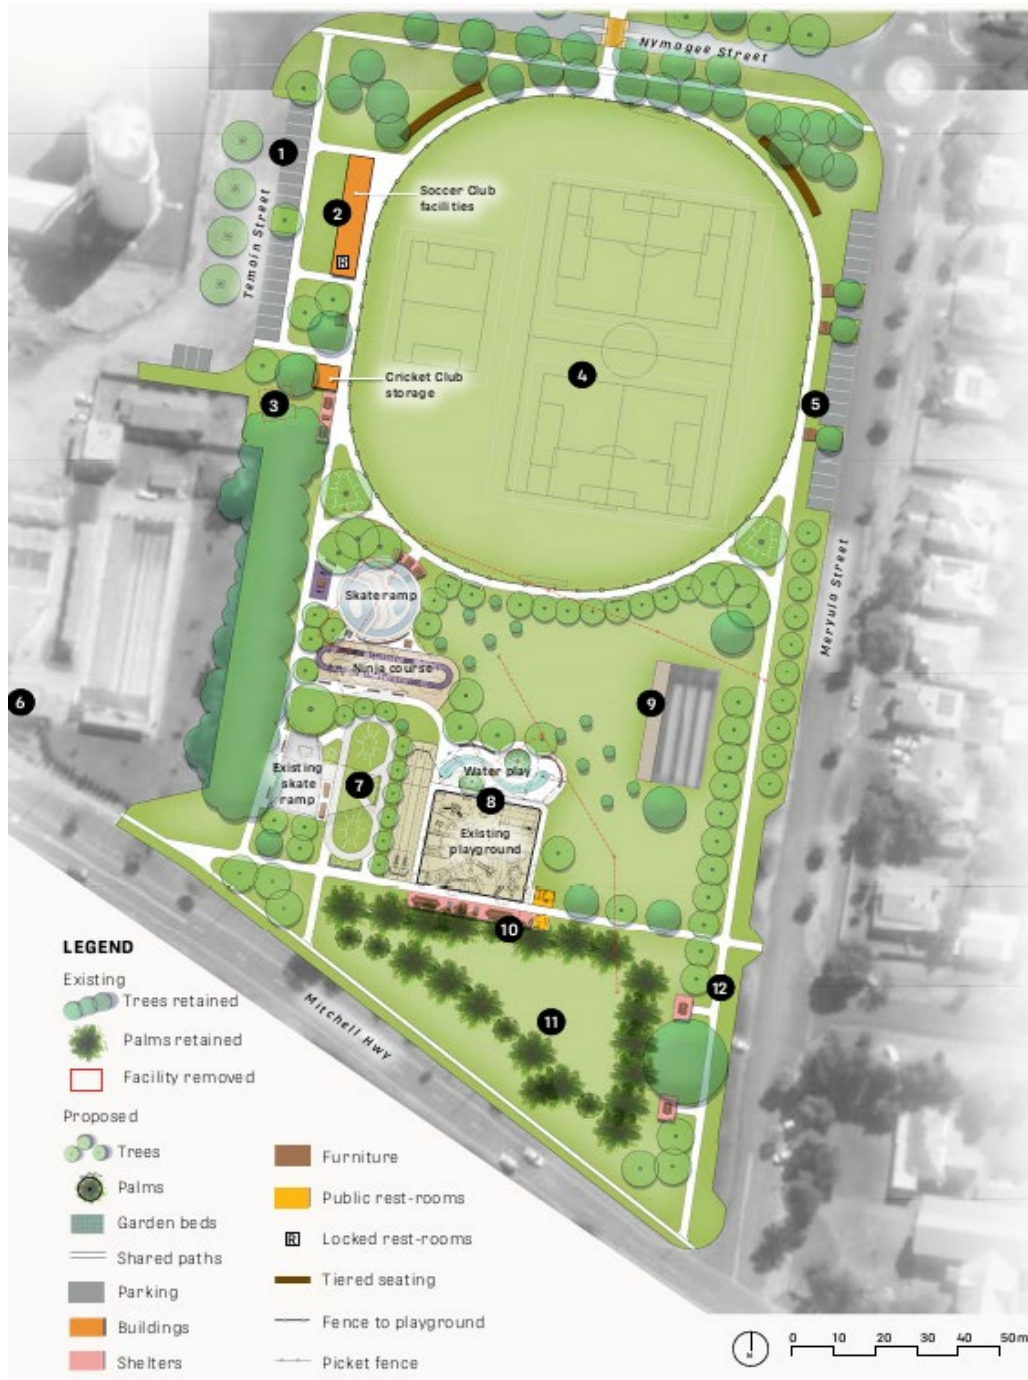 Nymagee Street
1
2
Soccer Club
facilities
Temoin Street
Cricket Club
storage
3
4
5
Skate ramp
Ninja course
Meryula Street
6
9
Existing
skate
ramp
7
Water play
8
Existing
playground
10
11
12
Mitchell Hwy
LEGEND
Existing
Trees retained
Palms retained
Facility removed
Proposed
Trees
Palms
Garden beds
Shared paths
Parking
Buildings
Shelters
Furniture
Public rest-rooms
R Locked rest-rooms
Tiered seating
Fence to playground
Picket fence
N
0 10 20 30 40 50m